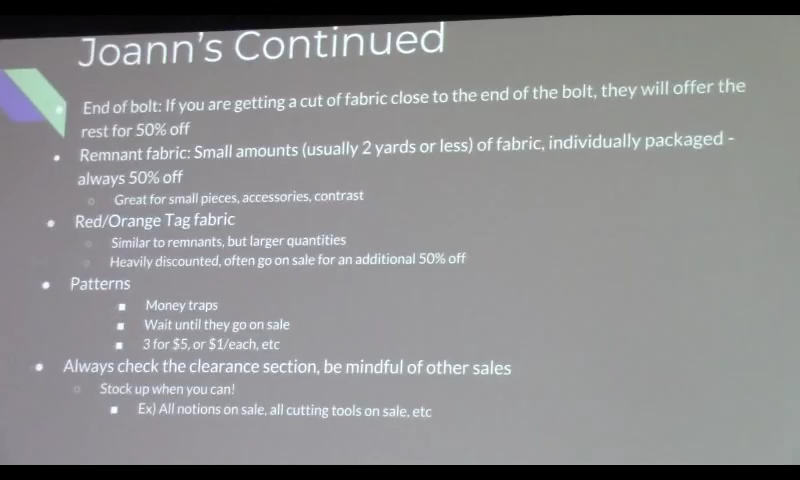 Joann's Continued
End of bolt: If you are getting a cut of fabric close to the end of the bolt, they will offer the
rest for 50% off
Remnant fabric: Small amounts (usually 2 yards or less) of fabric, individually packaged -
always 50% off
Great for small pieces, accessories, contrast
Red/Orange Tag fabric
Similar to remnants, but larger quantities
Heavily discounted, often go on sale for an additional 50% off
Patterns
Money traps
Wait until they go on sale
3 for $5, or $1/each, etc
Always check the clearance section, be mindful of other sales
Stock up when you can!
Ex) All notions on sale, all cutting tools on sale, etc